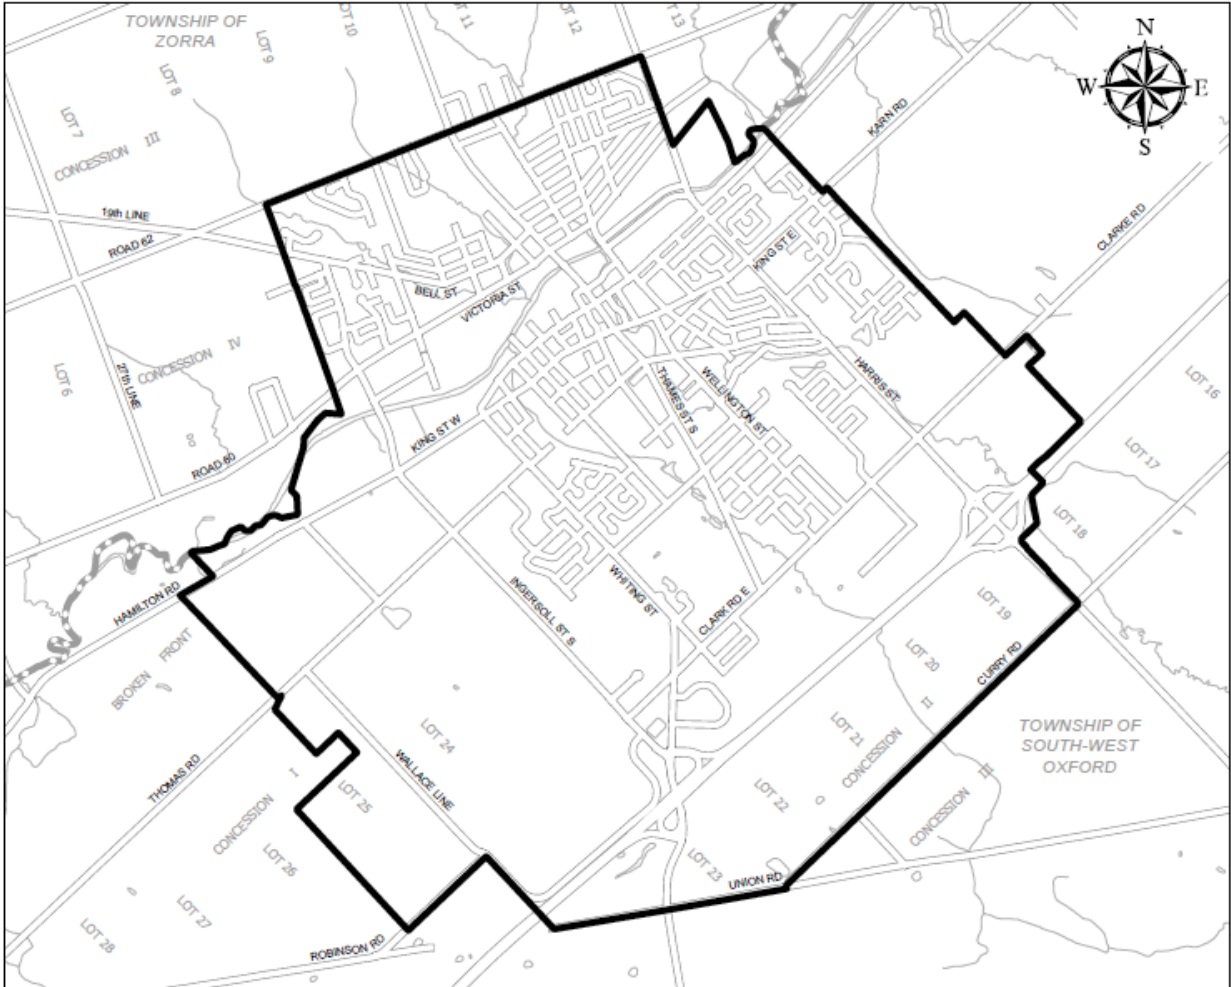 TOWNSHIP OF
ZORRA
LOT 10
LOT 11
LOT 12
LOT 13
N
W
E
S
LOT 9
LOT 8
LOT 7
CONCESSION III
KARN RD
19th LINE
ROAD 62
CLARKE RD
KING ST E
BELL ST
VICTORIA ST
CONCESSION IV
27th LINE
LOT 6
HARRIS ST
WELLINGTON ST
THAMES ST S
LOT 16
KING ST W
LOT 17
ROAD 60
LOT 18
HAMILTON RD
INGERSOLL ST S
WHITING ST
CLARK RD E
LOT 19
BROKEN FRONT
LOT 20
CURRY RD
LOT 21
CONCESSION II
TOWNSHIP OF
SOUTH-WEST
OXFORD
LOT 24
WALLACE LINE
THOMAS RD
LOT 25
CONCESSION I
LOT 22
CONCESSION III
LOT 26
LOT 23
UNION RD
LOT 27
LOT 28
ROBINSON RD